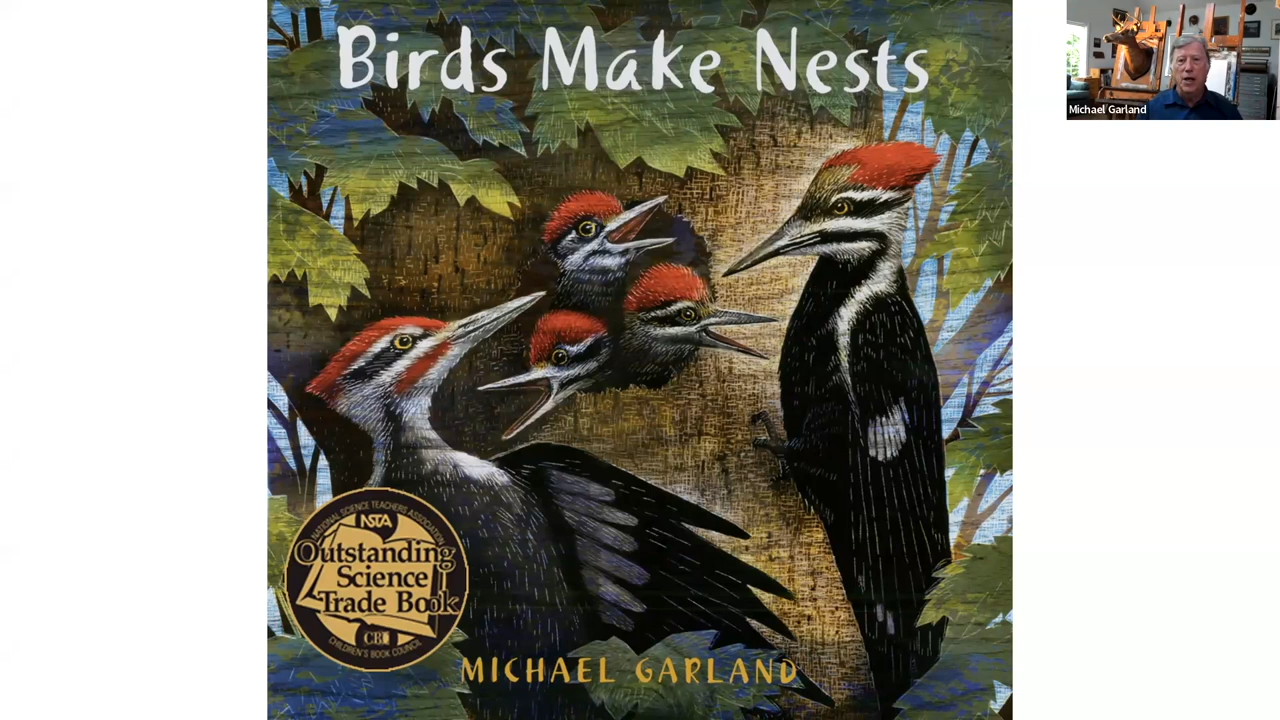 Birds Make Nests
Michael Garland
NATIONAL SCIENCE TEACHERS ASSOCIATION
NSTA
Outstanding
Science
Trade Book
CBC
CHILDREN'S BOOK COUNCIL
MICHAEL GARLAND